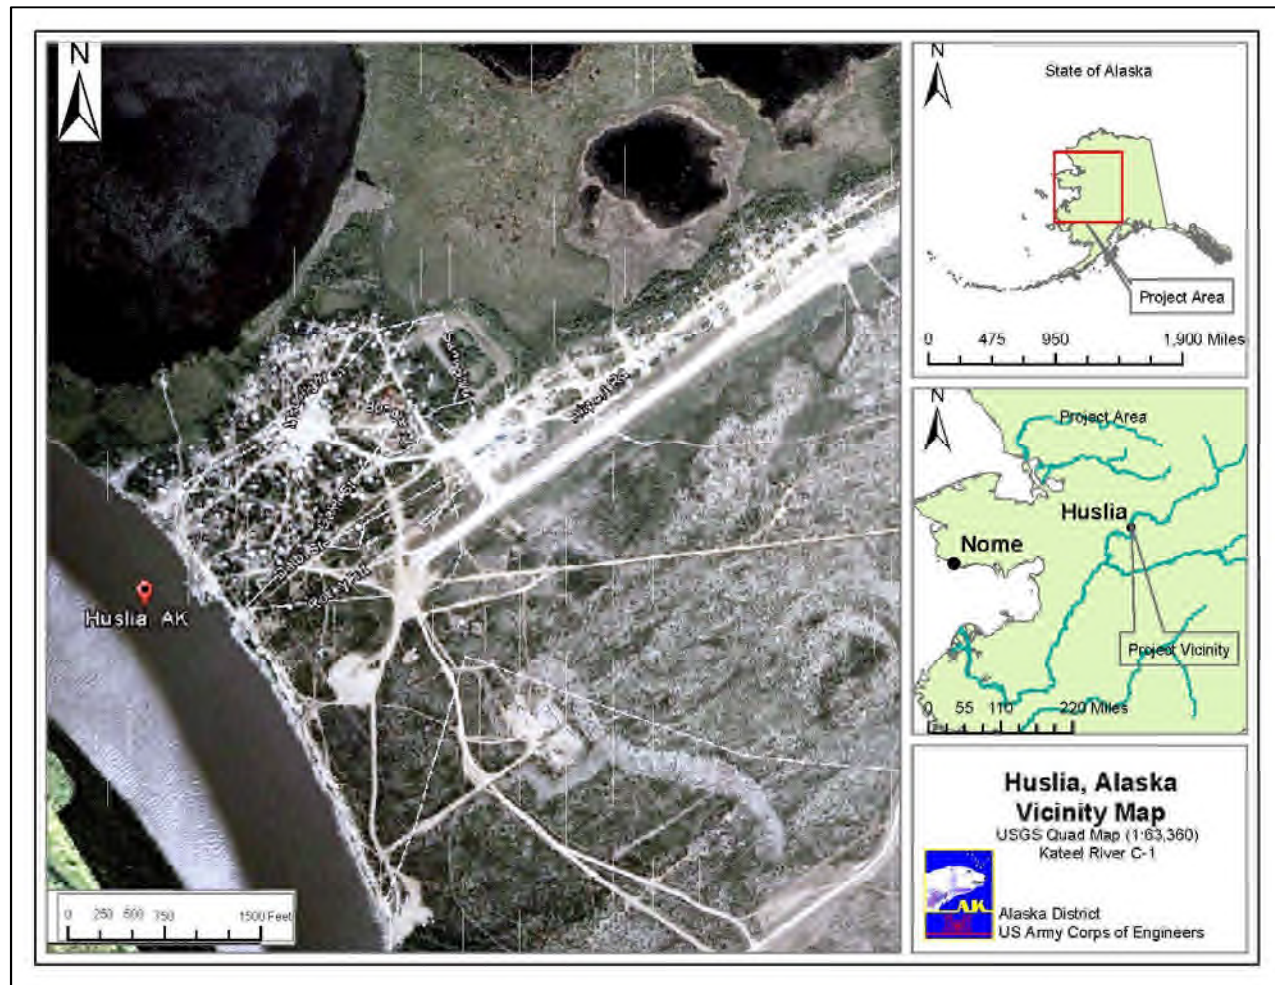 N
Airport Rd
Huslia AK
0 250 500 750 1500 Feet
N
State of Alaska
Project Area
0 475 950 1,900 Miles
N
Project Area
Huslia
Nome
Project Vicinity
0 55 110 220 Miles
Huslia, Alaska
Vicinity Map
USGS Quad Map (1:63,360)
Kateel River C-1
AK
Alaska District
US Army Corps of Engineers